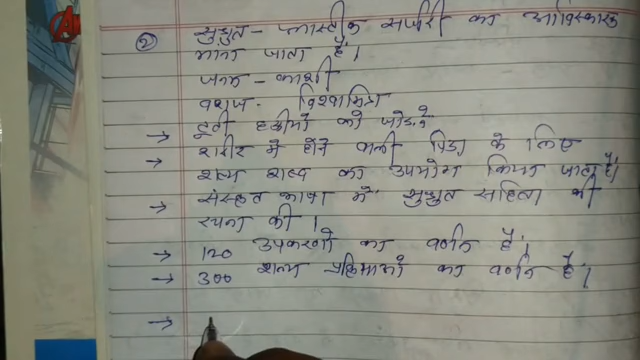 ② सुश्रुत - प्लास्टीक सर्जरी का आविष्कारक
माना जाता है।
जन्म - काशी
वंशज - विश्वामित्र
→ टूटी हड्डीयों को जोड़ने
→ शरीर में होने वाली पिडा के लिए
शल्य शब्द का उपयोग किया जाता है।
→ संस्कृत भाषा में सुश्रुत संहिता की
रचना की।
→ 120 उपकरणों का वर्णन है।
→ 300 शल्य प्रक्रियाओं का वर्णन है।
→